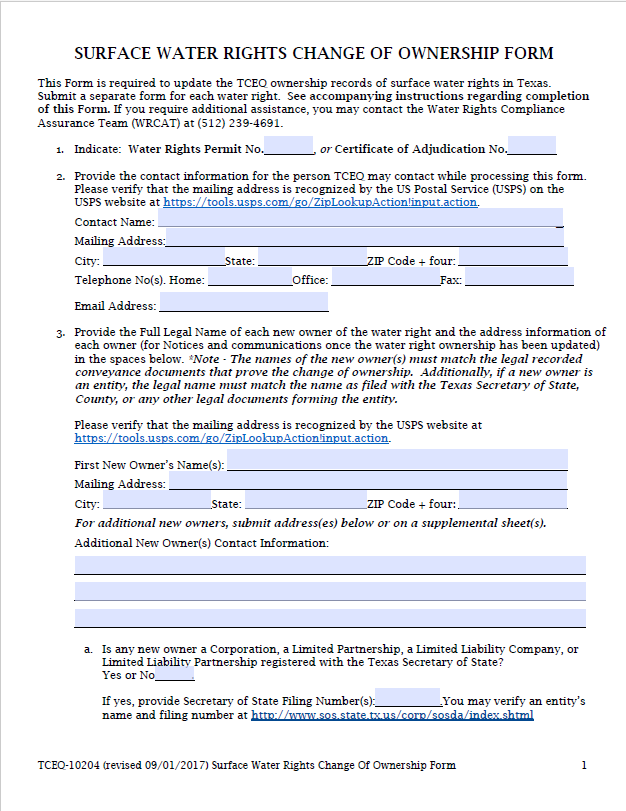 SURFACE WATER RIGHTS CHANGE OF OWNERSHIP FORM
This Form is required to update the TCEQ ownership records of surface water rights in Texas.
Submit a separate form for each water right. See accompanying instructions regarding completion
of this Form. If you require additional assistance, you may contact the Water Rights Compliance
Assurance Team (WRCAT) at (512) 239-4691.
1. Indicate: Water Rights Permit No.________, or Certificate of Adjudication No.________
2. Provide the contact information for the person TCEQ may contact while processing this form.
Please verify that the mailing address is recognized by the US Postal Service (USPS) on the
USPS website at https://tools.usps.com/go/ZipLookupAction!input.action.
Contact Name:
Mailing Address:
City: State: ZIP Code + four:
Telephone No(s). Home: Office: Fax:
Email Address:
3. Provide the Full Legal Name of each new owner of the water right and the address information of
each owner (for Notices and communications once the water right ownership has been updated)
in the spaces below. *Note - The names of the new owner(s) must match the legal recorded
conveyance documents that prove the change of ownership. Additionally, if a new owner is
an entity, the legal name must match the name as filed with the Texas Secretary of State,
County, or any other legal documents forming the entity.
Please verify that the mailing address is recognized by the USPS website at
https://tools.usps.com/go/ZipLookupAction!input.action.
First New Owner's Name(s):
Mailing Address:
City: State: ZIP Code + four:
For additional new owners, submit address(es) below or on a supplemental sheet(s).
Additional New Owner(s) Contact Information:
a. Is any new owner a Corporation, a Limited Partnership, a Limited Liability Company, or
Limited Liability Partnership registered with the Texas Secretary of State?
Yes or No________.
If yes, provide Secretary of State Filing Number(s):________.You may verify an entity's
name and filing number at http://www.sos.state.tx.us/corp/sosda/index.shtml
TCEQ-10204 (revised 09/01/2017) Surface Water Rights Change Of Ownership Form 1